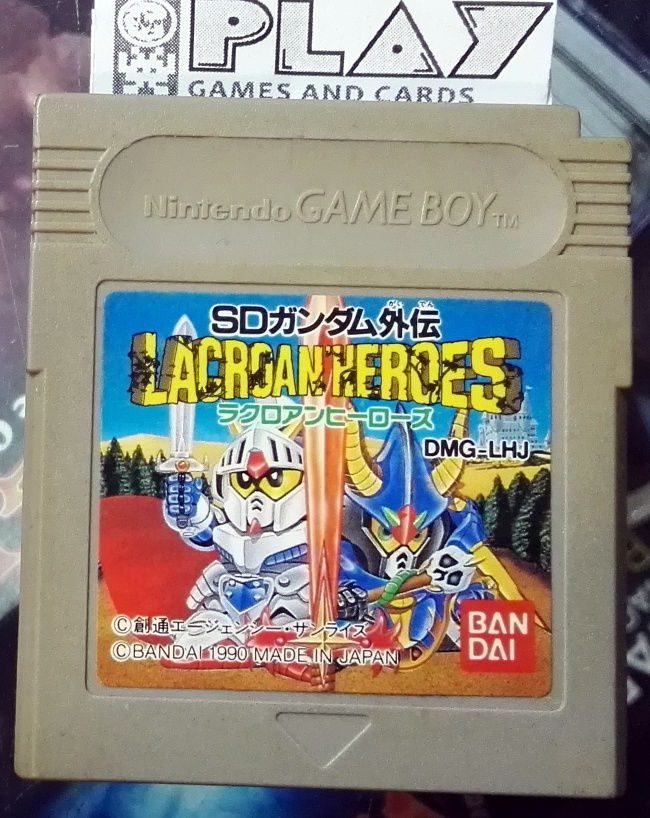 PLAY
GAMES AND CARDS
Nintendo GAME BOY TM
がいでん
SDガンダム外伝
LACROAN'HEROES
ラクロアンヒーローズ
DMG-LHJ
©創通エージェンシー・サンライズ
©BANDAI 1990 MADE IN JAPAN
BAN
DAI